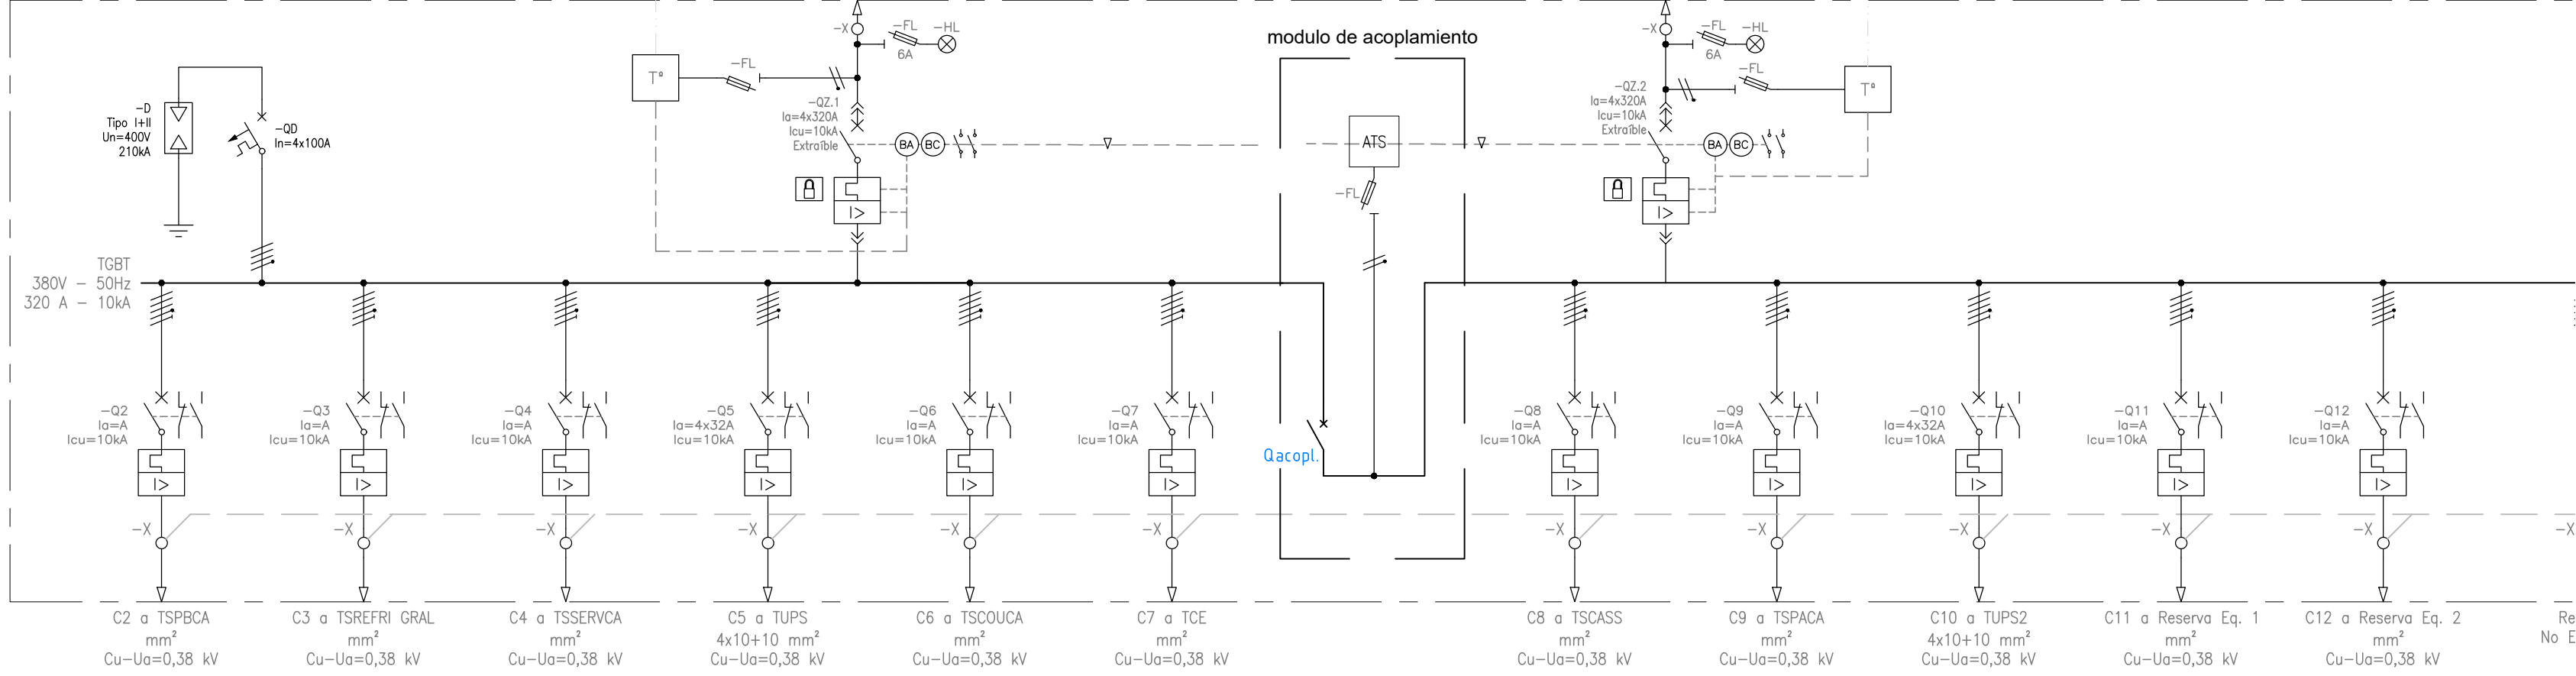 modulo de acoplamiento
-X
-FL
6A
-HL
Tª
-FL
-QZ.1
Ia=4x320A
Icu=10kA
Extraíble
BA
BC
I>
-D
Tipo I+II
Un=400V
210kA
-QD
In=4x100A
ATS
-FL
-X
-FL
6A
-HL
-FL
Tª
-QZ.2
Ia=4x320A
Icu=10kA
Extraíble
BA
BC
I>
TGBT
380V - 50Hz
320 A - 10kA
-Q2
Ia=A
Icu=10kA
I>
-X
-Q3
Ia=A
Icu=10kA
I>
-X
-Q4
Ia=A
Icu=10kA
I>
-X
-Q5
Ia=4x32A
Icu=10kA
I>
-X
-Q6
Ia=A
Icu=10kA
I>
-X
-Q7
Ia=A
Icu=10kA
I>
-X
Qacopl.
-Q8
Ia=A
Icu=10kA
I>
-X
-Q9
Ia=A
Icu=10kA
I>
-X
-Q10
Ia=4x32A
Icu=10kA
I>
-X
-Q11
Ia=A
Icu=10kA
I>
-X
-Q12
Ia=A
Icu=10kA
I>
-X
-X
C2 a TSPBCA
mm²
Cu-Ua=0,38 kV
C3 a TSREFRI GRAL
mm²
Cu-Ua=0,38 kV
C4 a TSSERVCA
mm²
Cu-Ua=0,38 kV
C5 a TUPS
4x10+10 mm²
Cu-Ua=0,38 kV
C6 a TSCOUCA
mm²
Cu-Ua=0,38 kV
C7 a TCE
mm²
Cu-Ua=0,38 kV
C8 a TSCASS
mm²
Cu-Ua=0,38 kV
C9 a TSPACA
mm²
Cu-Ua=0,38 kV
C10 a TUPS2
4x10+10 mm²
Cu-Ua=0,38 kV
C11 a Reserva Eq. 1
mm²
Cu-Ua=0,38 kV
C12 a Reserva Eq. 2
mm²
Cu-Ua=0,38 kV
Re
No E